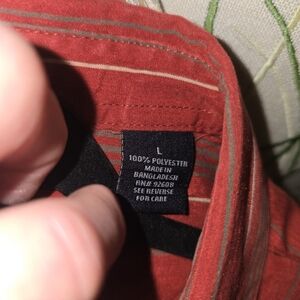 L
100% POLYESTER
MADE IN
BANGLADESH
RN# 92608
SEE REVERSE
FOR CARE